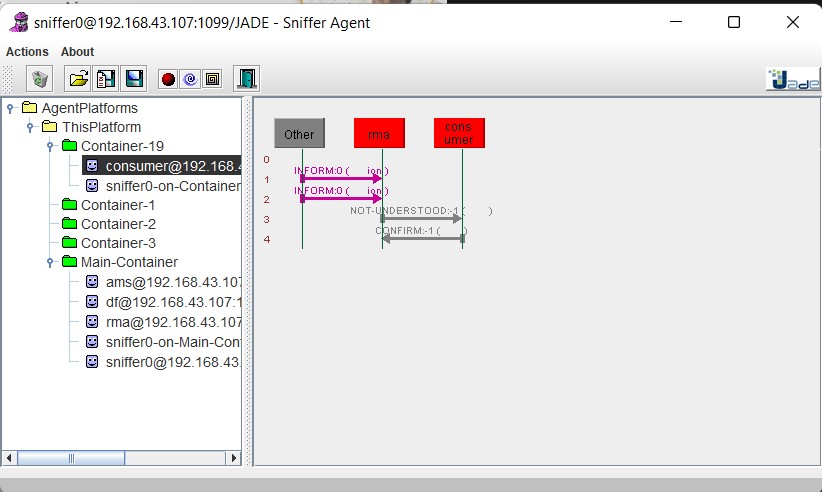 sniffer0@192.168.43.107:1099/JADE - Sniffer Agent
Actions About
Jade
AgentPlatforms
ThisPlatform
Container-19
consumer@192.168.4
sniffer0-on-Container
Container-1
Container-2
Container-3
Main-Container
ams@192.168.43.107
df@192.168.43.107:1
rma@192.168.43.107
sniffer0-on-Main-Con
sniffer0@192.168.43.
Other rma cons
umer
0
INFORM:0 ( ion )
1
INFORM:0 ( ion )
2
NOT-UNDERSTOOD:-1 ( )
3
CONFIRM:-1 ( )
4